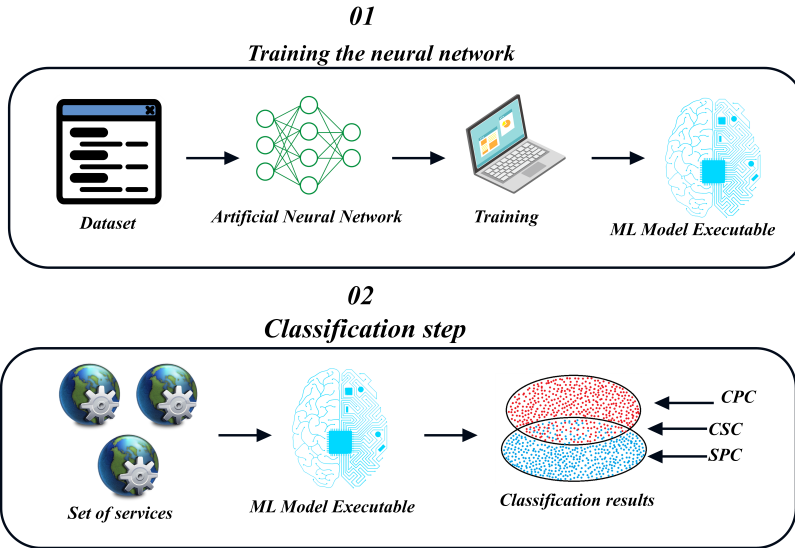 01
Training the neural network
Dataset
Artificial Neural Network
Training
ML Model Executable
02
Classification step
Set of services
ML Model Executable
Classification results
CPC
CSC
SPC